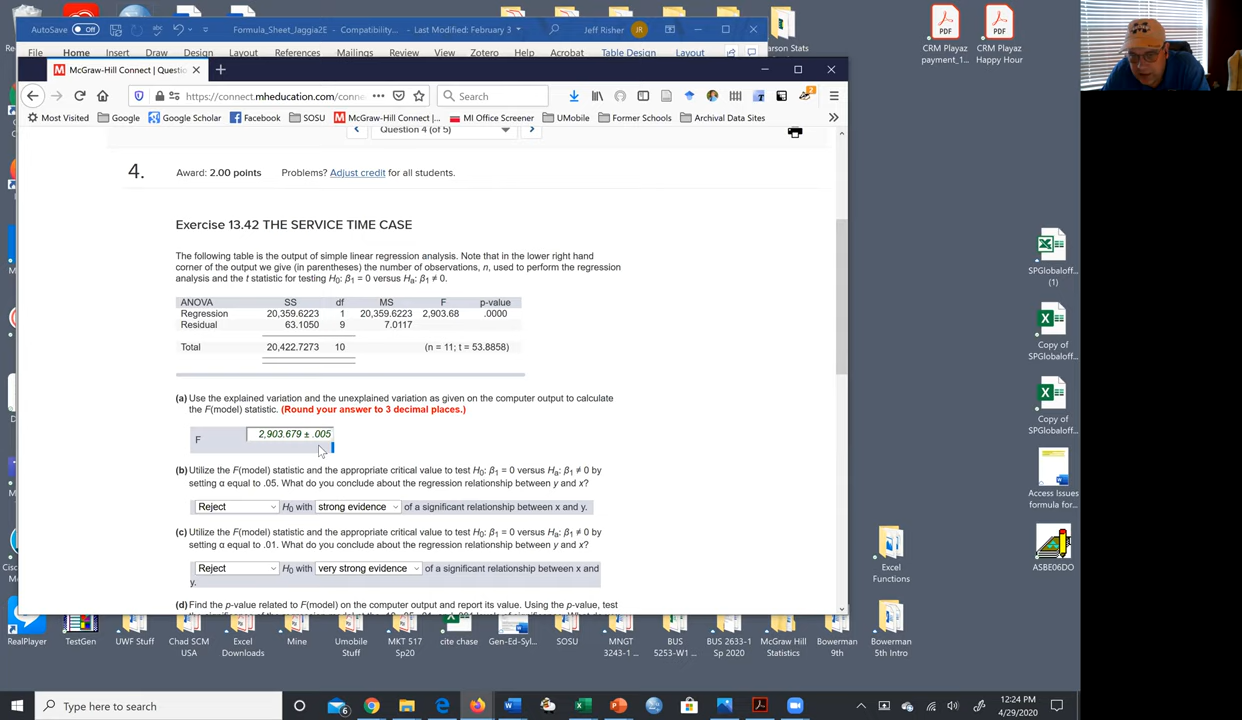 AutoSave Off Formula_Sheet_Jaggia2E - Compatibility... - Last Modified: February 3 Jeff Risher JR
File Home Insert Draw Design Layout References Mailings Review View Zotero Help Acrobat Table Design Layout
McGraw-Hill Connect | Questio
https://connect.mheducation.com/conne
Search
Most Visited Google Google Scholar Facebook SOSU McGraw-Hill Connect |... MI Office Screener UMobile Former Schools Archival Data Sites
Question 4 (of 5)
4. Award: 2.00 points Problems? Adjust credit for all students.
Exercise 13.42 THE SERVICE TIME CASE
The following table is the output of simple linear regression analysis. Note that in the lower right hand
corner of the output we give (in parentheses) the number of observations, n, used to perform the regression
analysis and the t statistic for testing H0: β1 = 0 versus Ha: β1 ≠ 0.
ANOVA SS df MS F p-value
Regression 20,359.6223 1 20,359.6223 2,903.68 .0000
Residual 63.1050 9 7.0117
Total 20,422.7273 10 (n = 11; t = 53.8858)
(a) Use the explained variation and the unexplained variation as given on the computer output to calculate
the F(model) statistic. (Round your answer to 3 decimal places.)
F 2,903.679 ± .005
(b) Utilize the F(model) statistic and the appropriate critical value to test H0: β1 = 0 versus Ha: β1 ≠ 0 by
setting α equal to .05. What do you conclude about the regression relationship between y and x?
Reject H0 with strong evidence of a significant relationship between x and y.
(c) Utilize the F(model) statistic and the appropriate critical value to test H0: β1 = 0 versus Ha: β1 ≠ 0 by
setting α equal to .01. What do you conclude about the regression relationship between y and x?
Reject H0 with very strong evidence of a significant relationship between x and
y.
(d) Find the p-value related to F(model) on the computer output and report its value. Using the p-value, test
arson Stats
CRM Playaz
payment_1...
CRM Playaz
Happy Hour
SPGlobaloff...
(1)
Copy of
SPGlobaloff...
Copy of
SPGlobaloff...
Access Issues
formula for...
ASBE06DO
Excel
Functions
RealPlayer TestGen UWF Stuff Chad SCM
USA Excel
Downloads Mine Umobile
Stuff MKT 517
Sp20 cite chase Gen-Ed-Syl... SOSU MNGT
3243-1 ... BUS
5253-W1 ... BUS 2633-1
Sp 2020 McGraw Hill
Statistics Bowerman
9th Bowerman
5th Intro
Type here to search
12:24 PM
4/29/2020